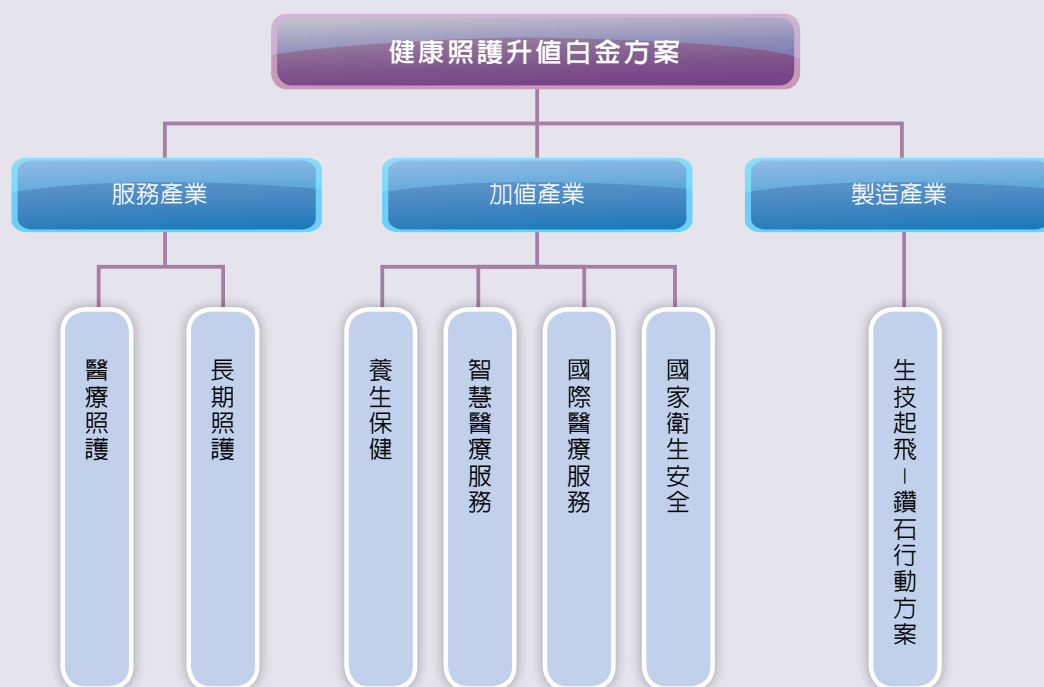 健康照護升值白金方案
服務產業
加值產業
製造產業
醫療照護
長期照護
養生保健
智慧醫療服務
國際醫療服務
國家衛生安全
生技起飛－鑽石行動方案